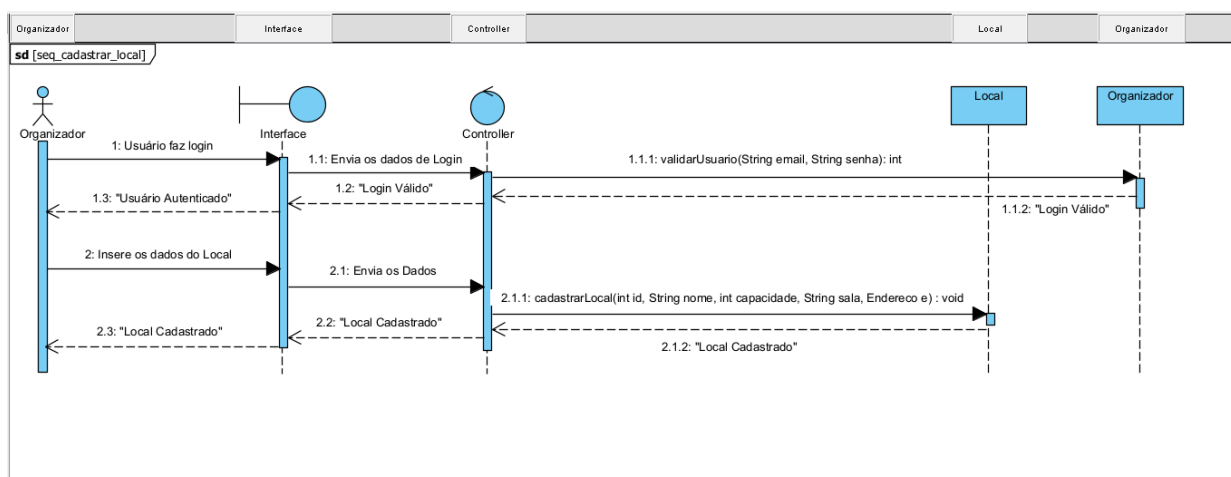 Organizador
Interface
Controller
Local
Organizador
sd [seq_cadastrar_local]
Organizador
Interface
Controller
Local
Organizador
1: Usuário faz login
1.1: Envia os dados de Login
1.1.1: validarUsuario(String email, String senha): int
1.2: "Login Válido"
1.3: "Usuário Autenticado"
1.1.2: "Login Válido"
2: Insere os dados do Local
2.1: Envia os Dados
2.1.1: cadastrarLocal(int id, String nome, int capacidade, String sala, Endereco e) : void
2.2: "Local Cadastrado"
2.3: "Local Cadastrado"
2.1.2: "Local Cadastrado"